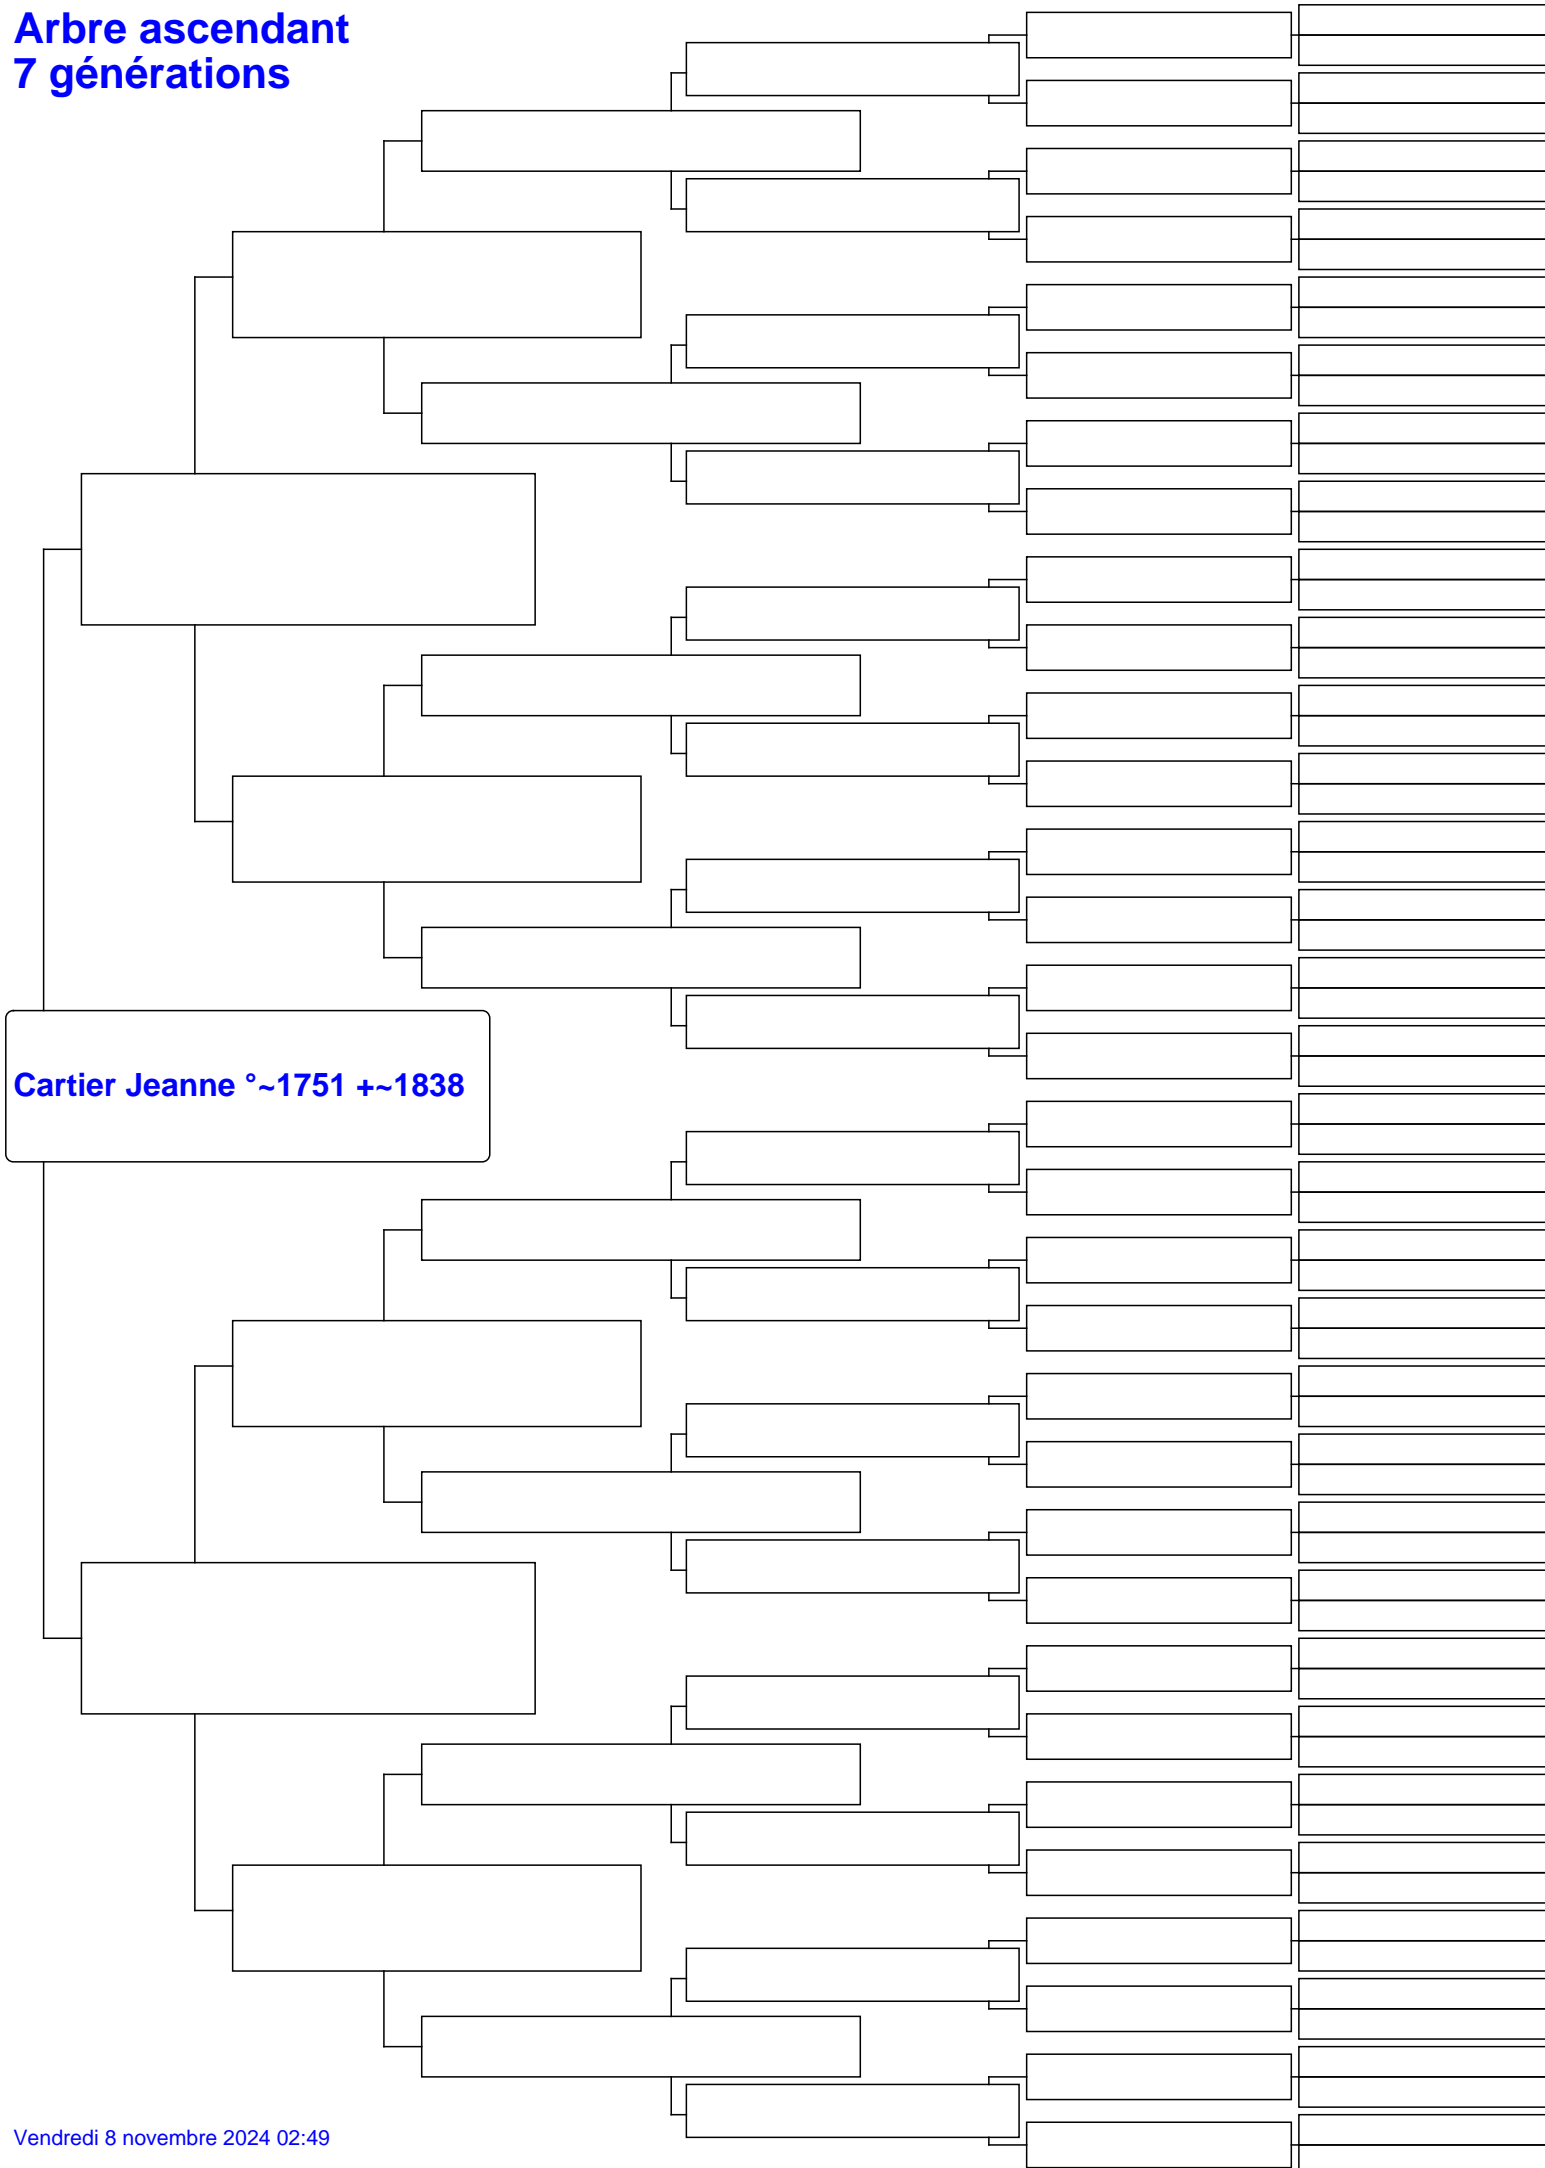 Arbre ascendant
7 générations
Cartier Jeanne °~1751 +~1838
Vendredi 8 novembre 2024 02:49